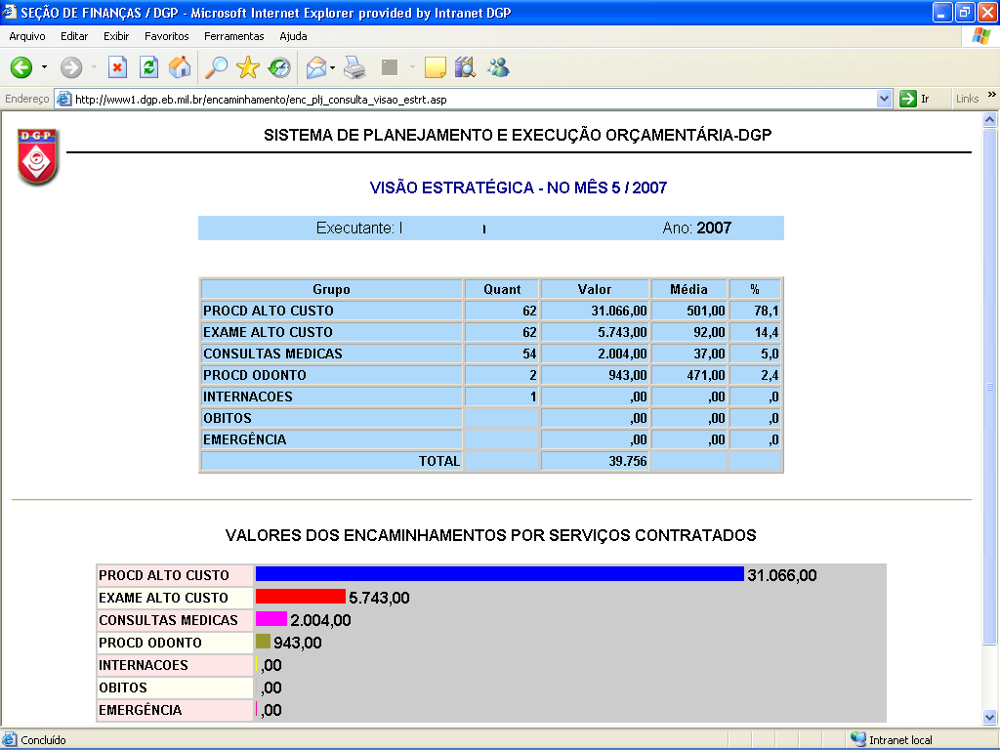 SEÇÃO DE FINANÇAS / DGP - Microsoft Internet Explorer provided by Intranet DGP
Arquivo Editar Exibir Favoritos Ferramentas Ajuda
Endereço http://www1.dgp.eb.mil.br/encaminhamento/enc_plj_consulta_visao_estrt.asp Ir Links »
DGP
SISTEMA DE PLANEJAMENTO E EXECUÇÃO ORÇAMENTÁRIA-DGP
VISÃO ESTRATÉGICA - NO MÊS 5 / 2007
Executante: Ano: 2007
Grupo Quant Valor Média %
PROCD ALTO CUSTO 62 31.066,00 501,00 78,1
EXAME ALTO CUSTO 62 5.743,00 92,00 14,4
CONSULTAS MEDICAS 54 2.004,00 37,00 5,0
PROCD ODONTO 2 943,00 471,00 2,4
INTERNACOES 1 ,00 ,00 ,0
OBITOS ,00 ,00 ,0
EMERGÊNCIA ,00 ,00 ,0
TOTAL 39.756
VALORES DOS ENCAMINHAMENTOS POR SERVIÇOS CONTRATADOS
PROCD ALTO CUSTO 31.066,00
EXAME ALTO CUSTO 5.743,00
CONSULTAS MEDICAS 2.004,00
PROCD ODONTO 943,00
INTERNACOES ,00
OBITOS ,00
EMERGÊNCIA ,00
Concluído Intranet local